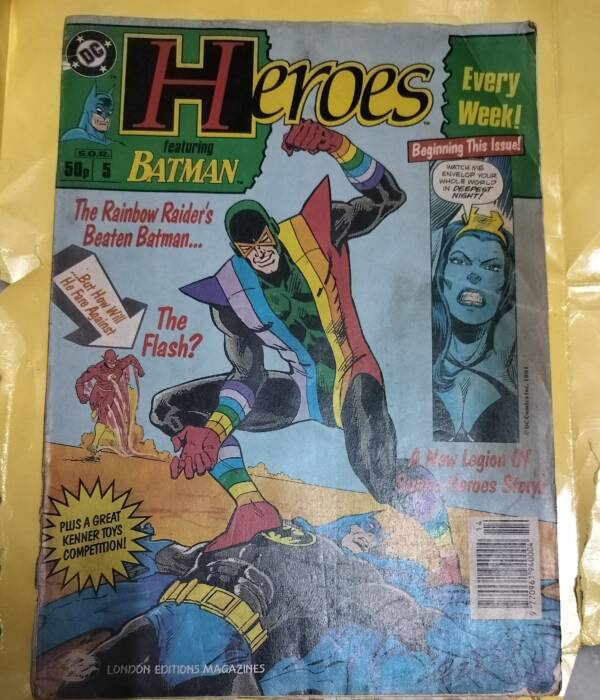 DC
Heroes
Every
Week!
S.O.R.
50p 5
featuring
BATMAN
Beginning This Issue!
WATCH ME
ENVELOP YOUR
WHOLE WORLD
IN DEEPEST
NIGHT!
The Rainbow Raider's
Beaten Batman...
...But How Will
He Fare Against
The
Flash?
A New Legion Of
Super-Heroes Story!
PLUS A GREAT
KENNER TOYS
COMPETITION!
14
LONDON EDITIONS MAGAZINES